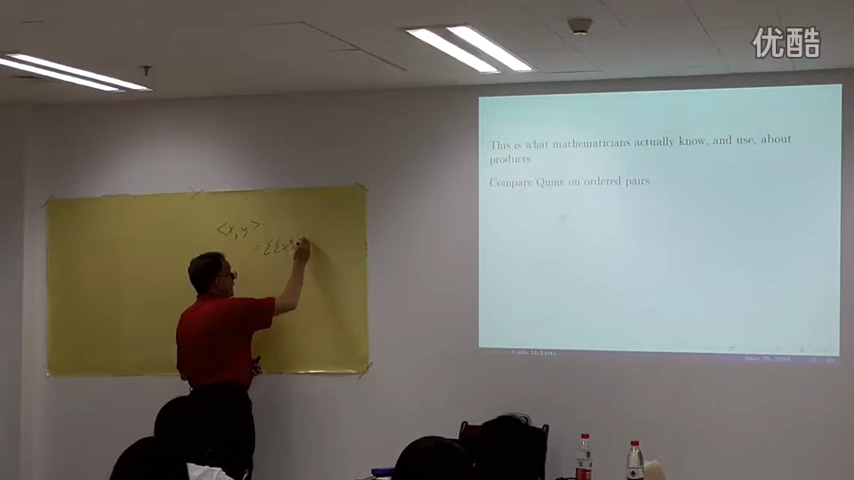 优酷
This is what mathematicians actually know, and use, about
products
Compare Quine on ordered pairs.
<x, y>
= {{x